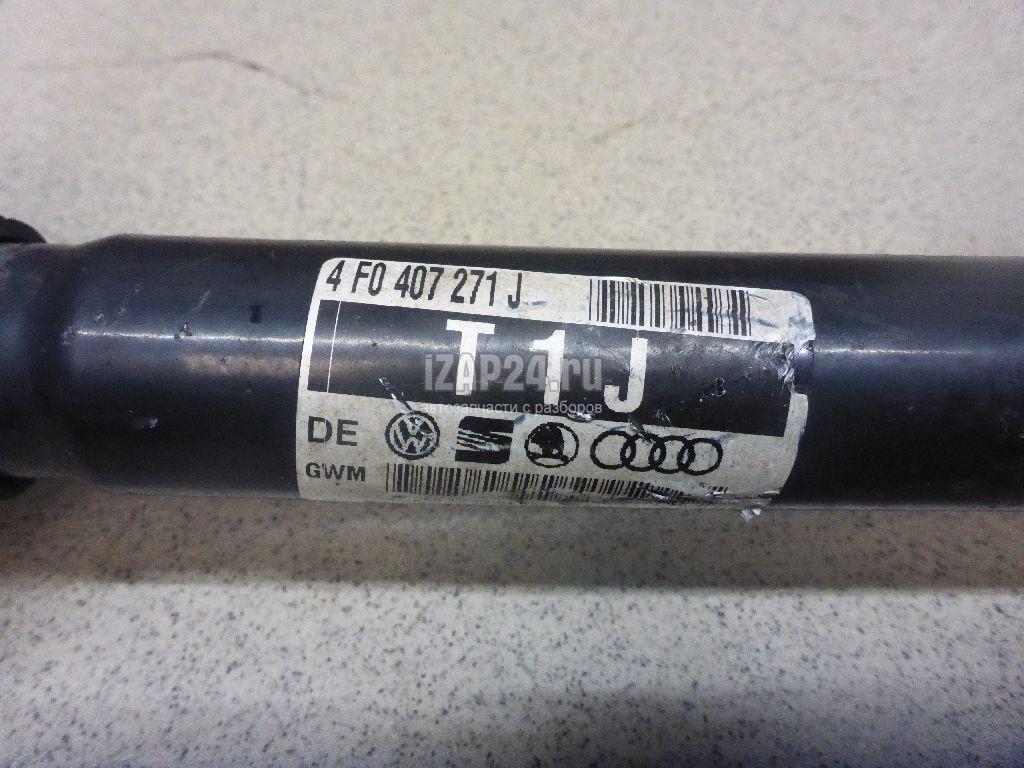 4 F0 407 271 J
T 1 J
iZAP24.ru
автозапчасти с разборов
DE
GWM